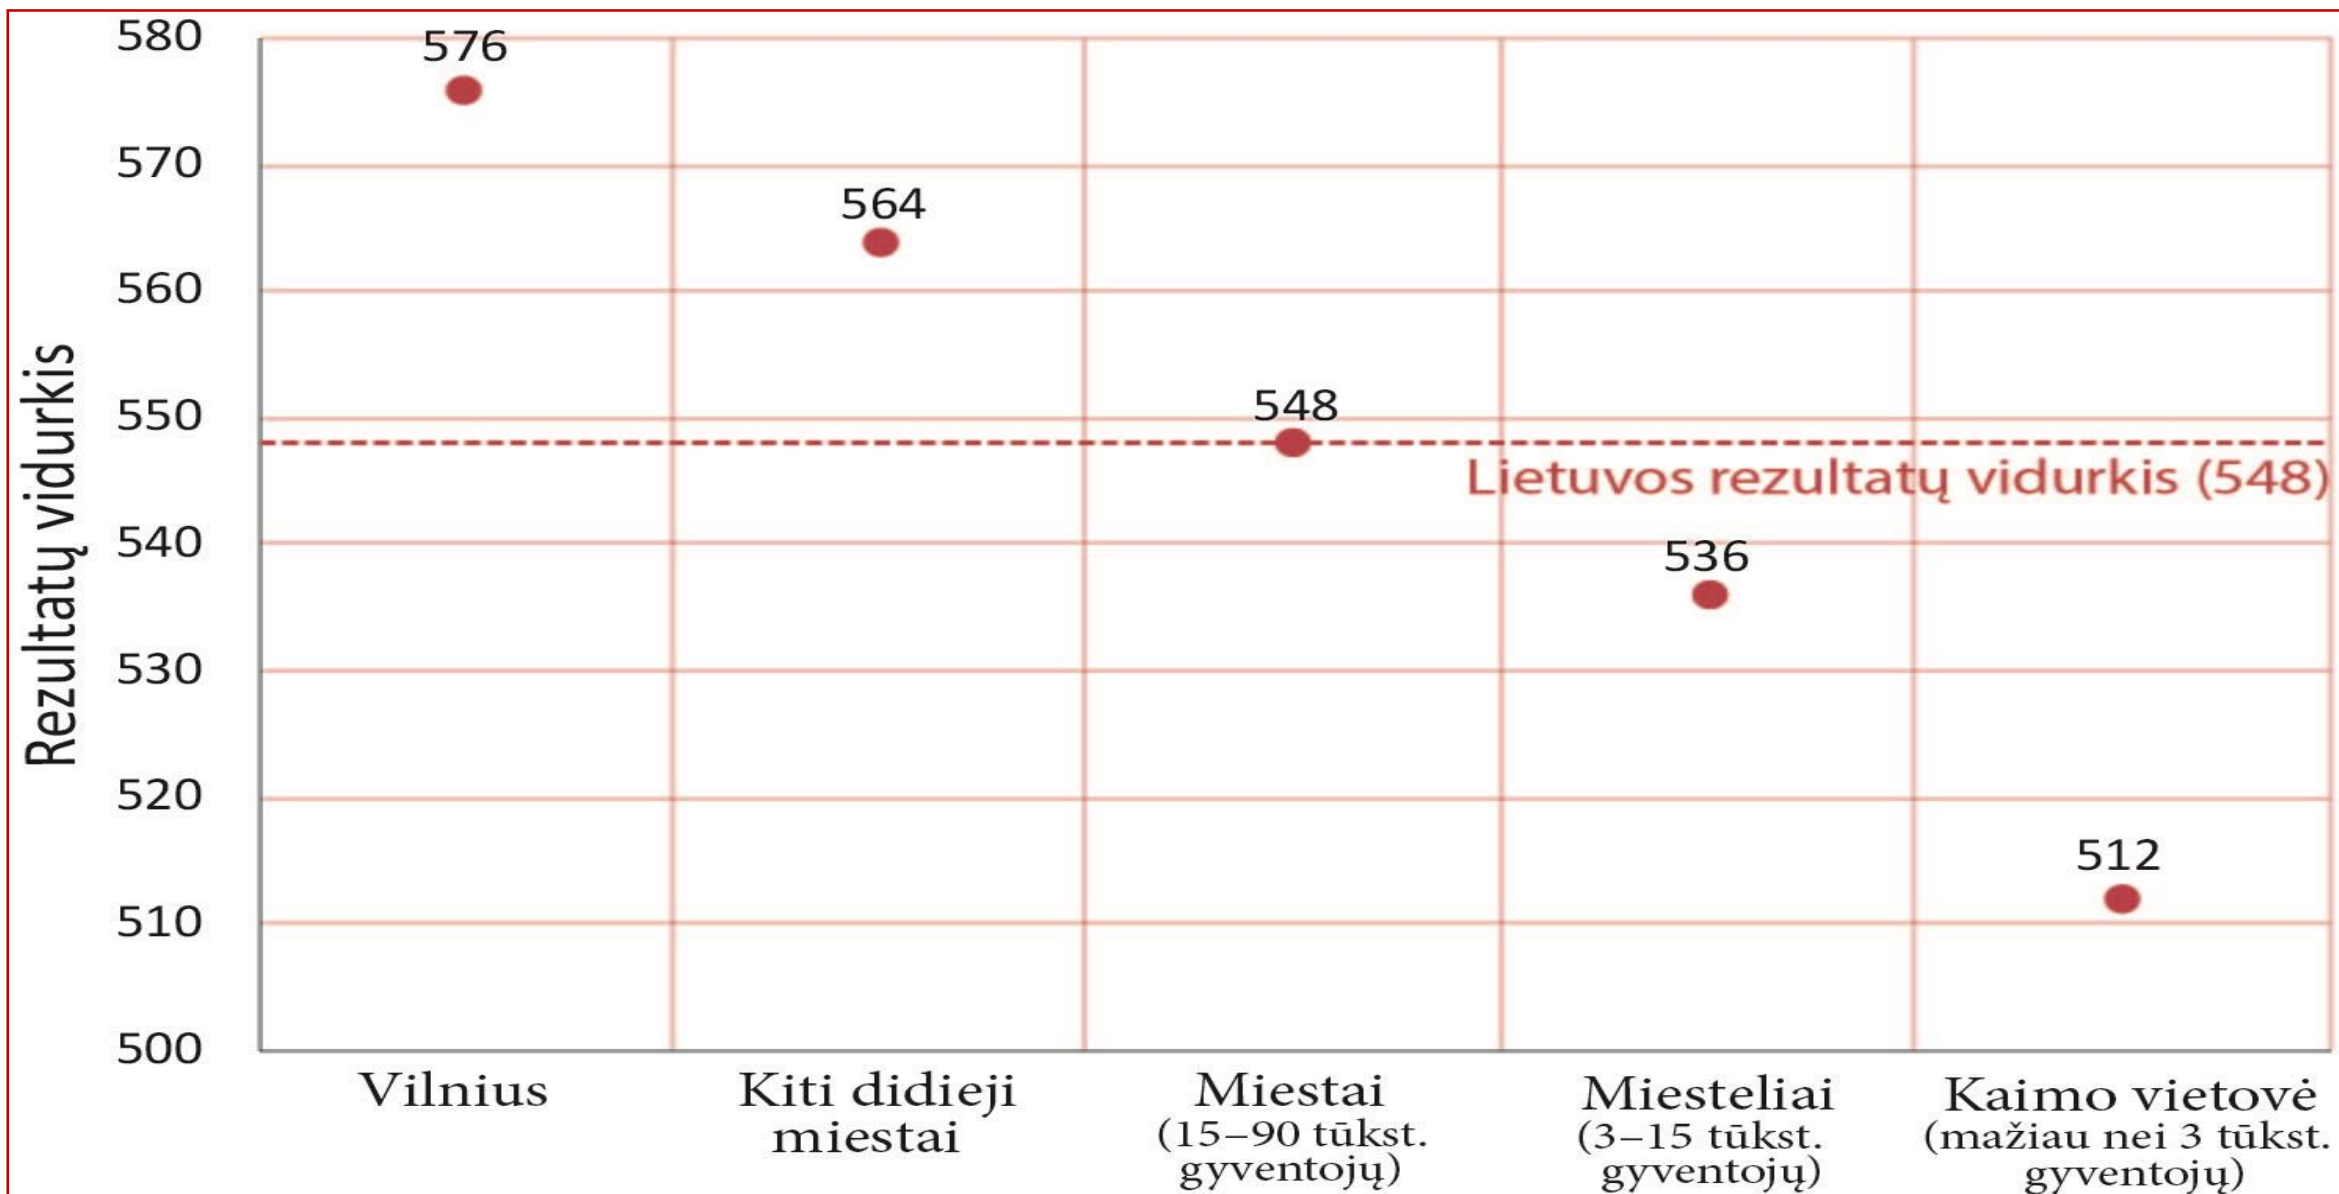 Rezultatų vidurkis
580
570
560
550
540
530
520
510
500
576
564
548
536
512
Lietuvos rezultatų vidurkis (548)
Vilnius
Kiti didieji
miestai
Miestai
(15–90 tūkst.
gyventojų)
Miesteliai
(3–15 tūkst.
gyventojų)
Kaimo vietovė
(mažiau nei 3 tūkst.
gyventojų)